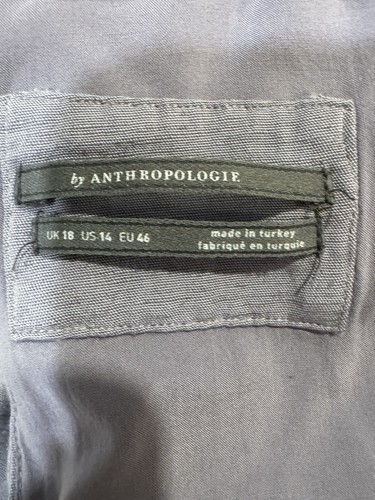 by ANTHROPOLOGIE
UK 18 US 14 EU 46
made in turkey
fabriqué en turquie